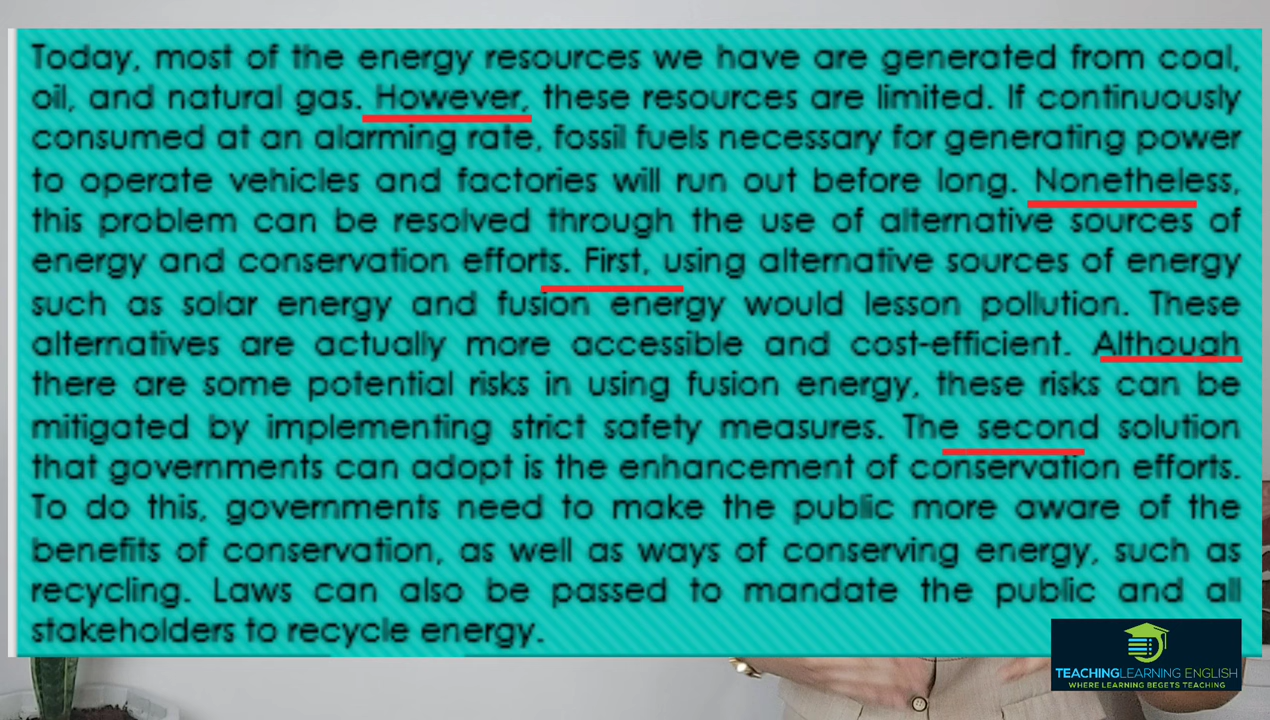 Today, most of the energy resources we have are generated from coal,
oil, and natural gas. However, these resources are limited. If continuously
consumed at an alarming rate, fossil fuels necessary for generating power
to operate vehicles and factories will run out before long. Nonetheless,
this problem can be resolved through the use of alternative sources of
energy and conservation efforts. First, using alternative sources of energy
such as solar energy and fusion energy would lesson pollution. These
alternatives are actually more accessible and cost-efficient. Although
there are some potential risks in using fusion energy, these risks can be
mitigated by implementing strict safety measures. The second solution
that governments can adopt is the enhancement of conservation efforts.
To do this, governments need to make the public more aware of the
benefits of conservation, as well as ways of conserving energy, such as
recycling. Laws can also be passed to mandate the public and all
stakeholders to recycle energy.
TEACHINGLEARNING ENGLISH
WHERE LEARNING BEGETS TEACHING